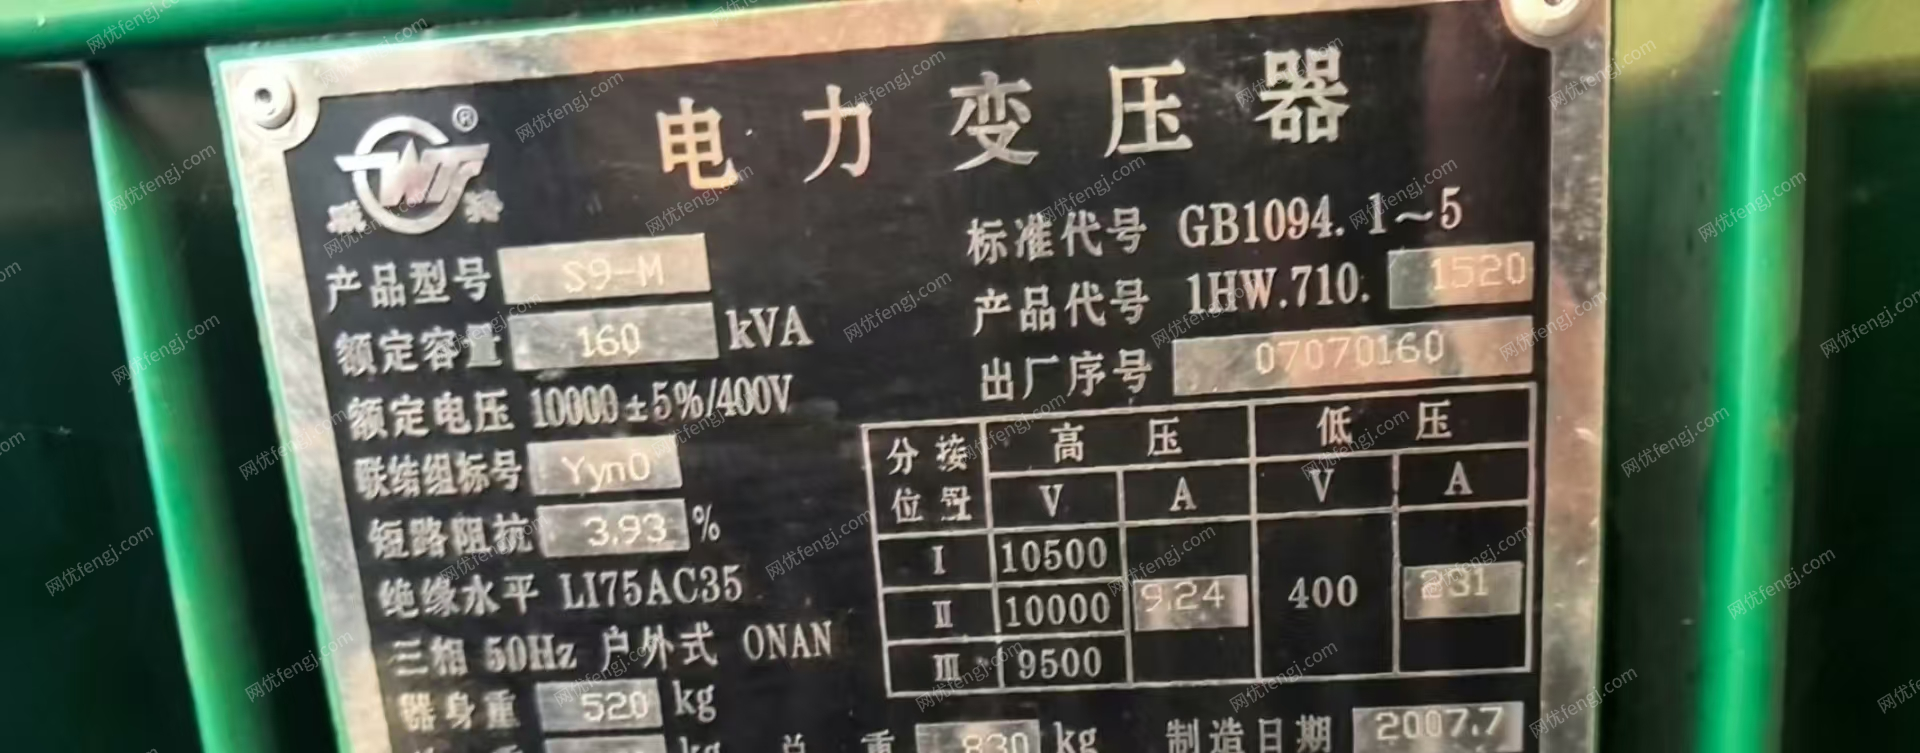 电力变压器
®
标准代号 GB1094.1～5
产品型号 S9-M
产品代号 1HW.710. 1520
额定容量 160 kVA
出厂序号 07070160
额定电压 10000±5%/400V
联结组标号 Yyn0
短路阻抗 3.93 %
绝缘水平 LI75AC35
三相 50Hz 户外式 ONAN
器身重 520 kg
分接位置 高压 低压
V A V A
Ⅰ 10500
Ⅱ 10000 9.24 400 231
Ⅲ 9500
重 kg 总重 830 kg 制造日期 2007.7
网优fengj.com